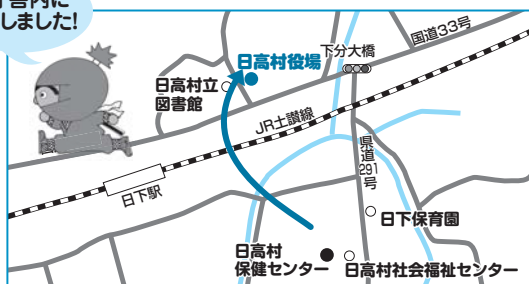 しました!
国道33号
下分大橋
日高村役場
日高村立
図書館
JR土讃線
県道
291
号
日下駅
日下保育園
日高村
保健センター
日高村社会福祉センター